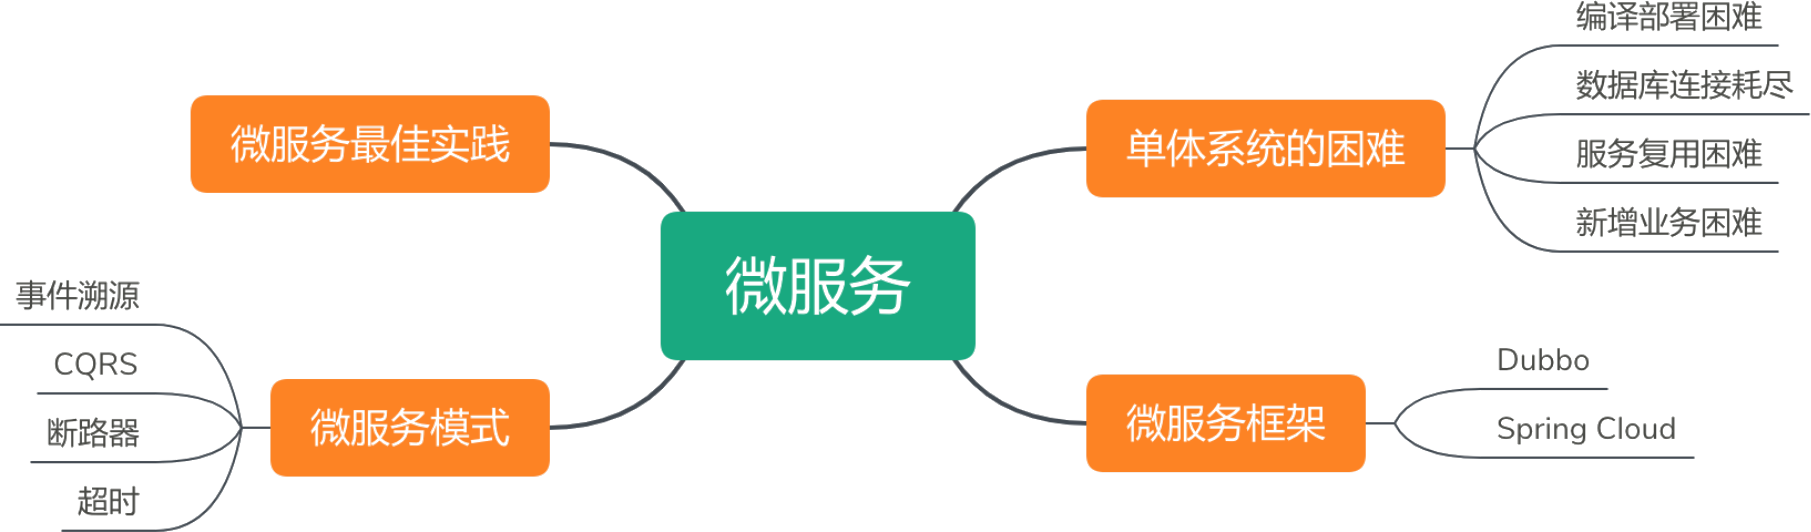 微服务
单体系统的困难
编译部署困难
数据库连接耗尽
服务复用困难
新增业务困难
微服务框架
Dubbo
Spring Cloud
微服务最佳实践
微服务模式
事件溯源
CQRS
断路器
超时